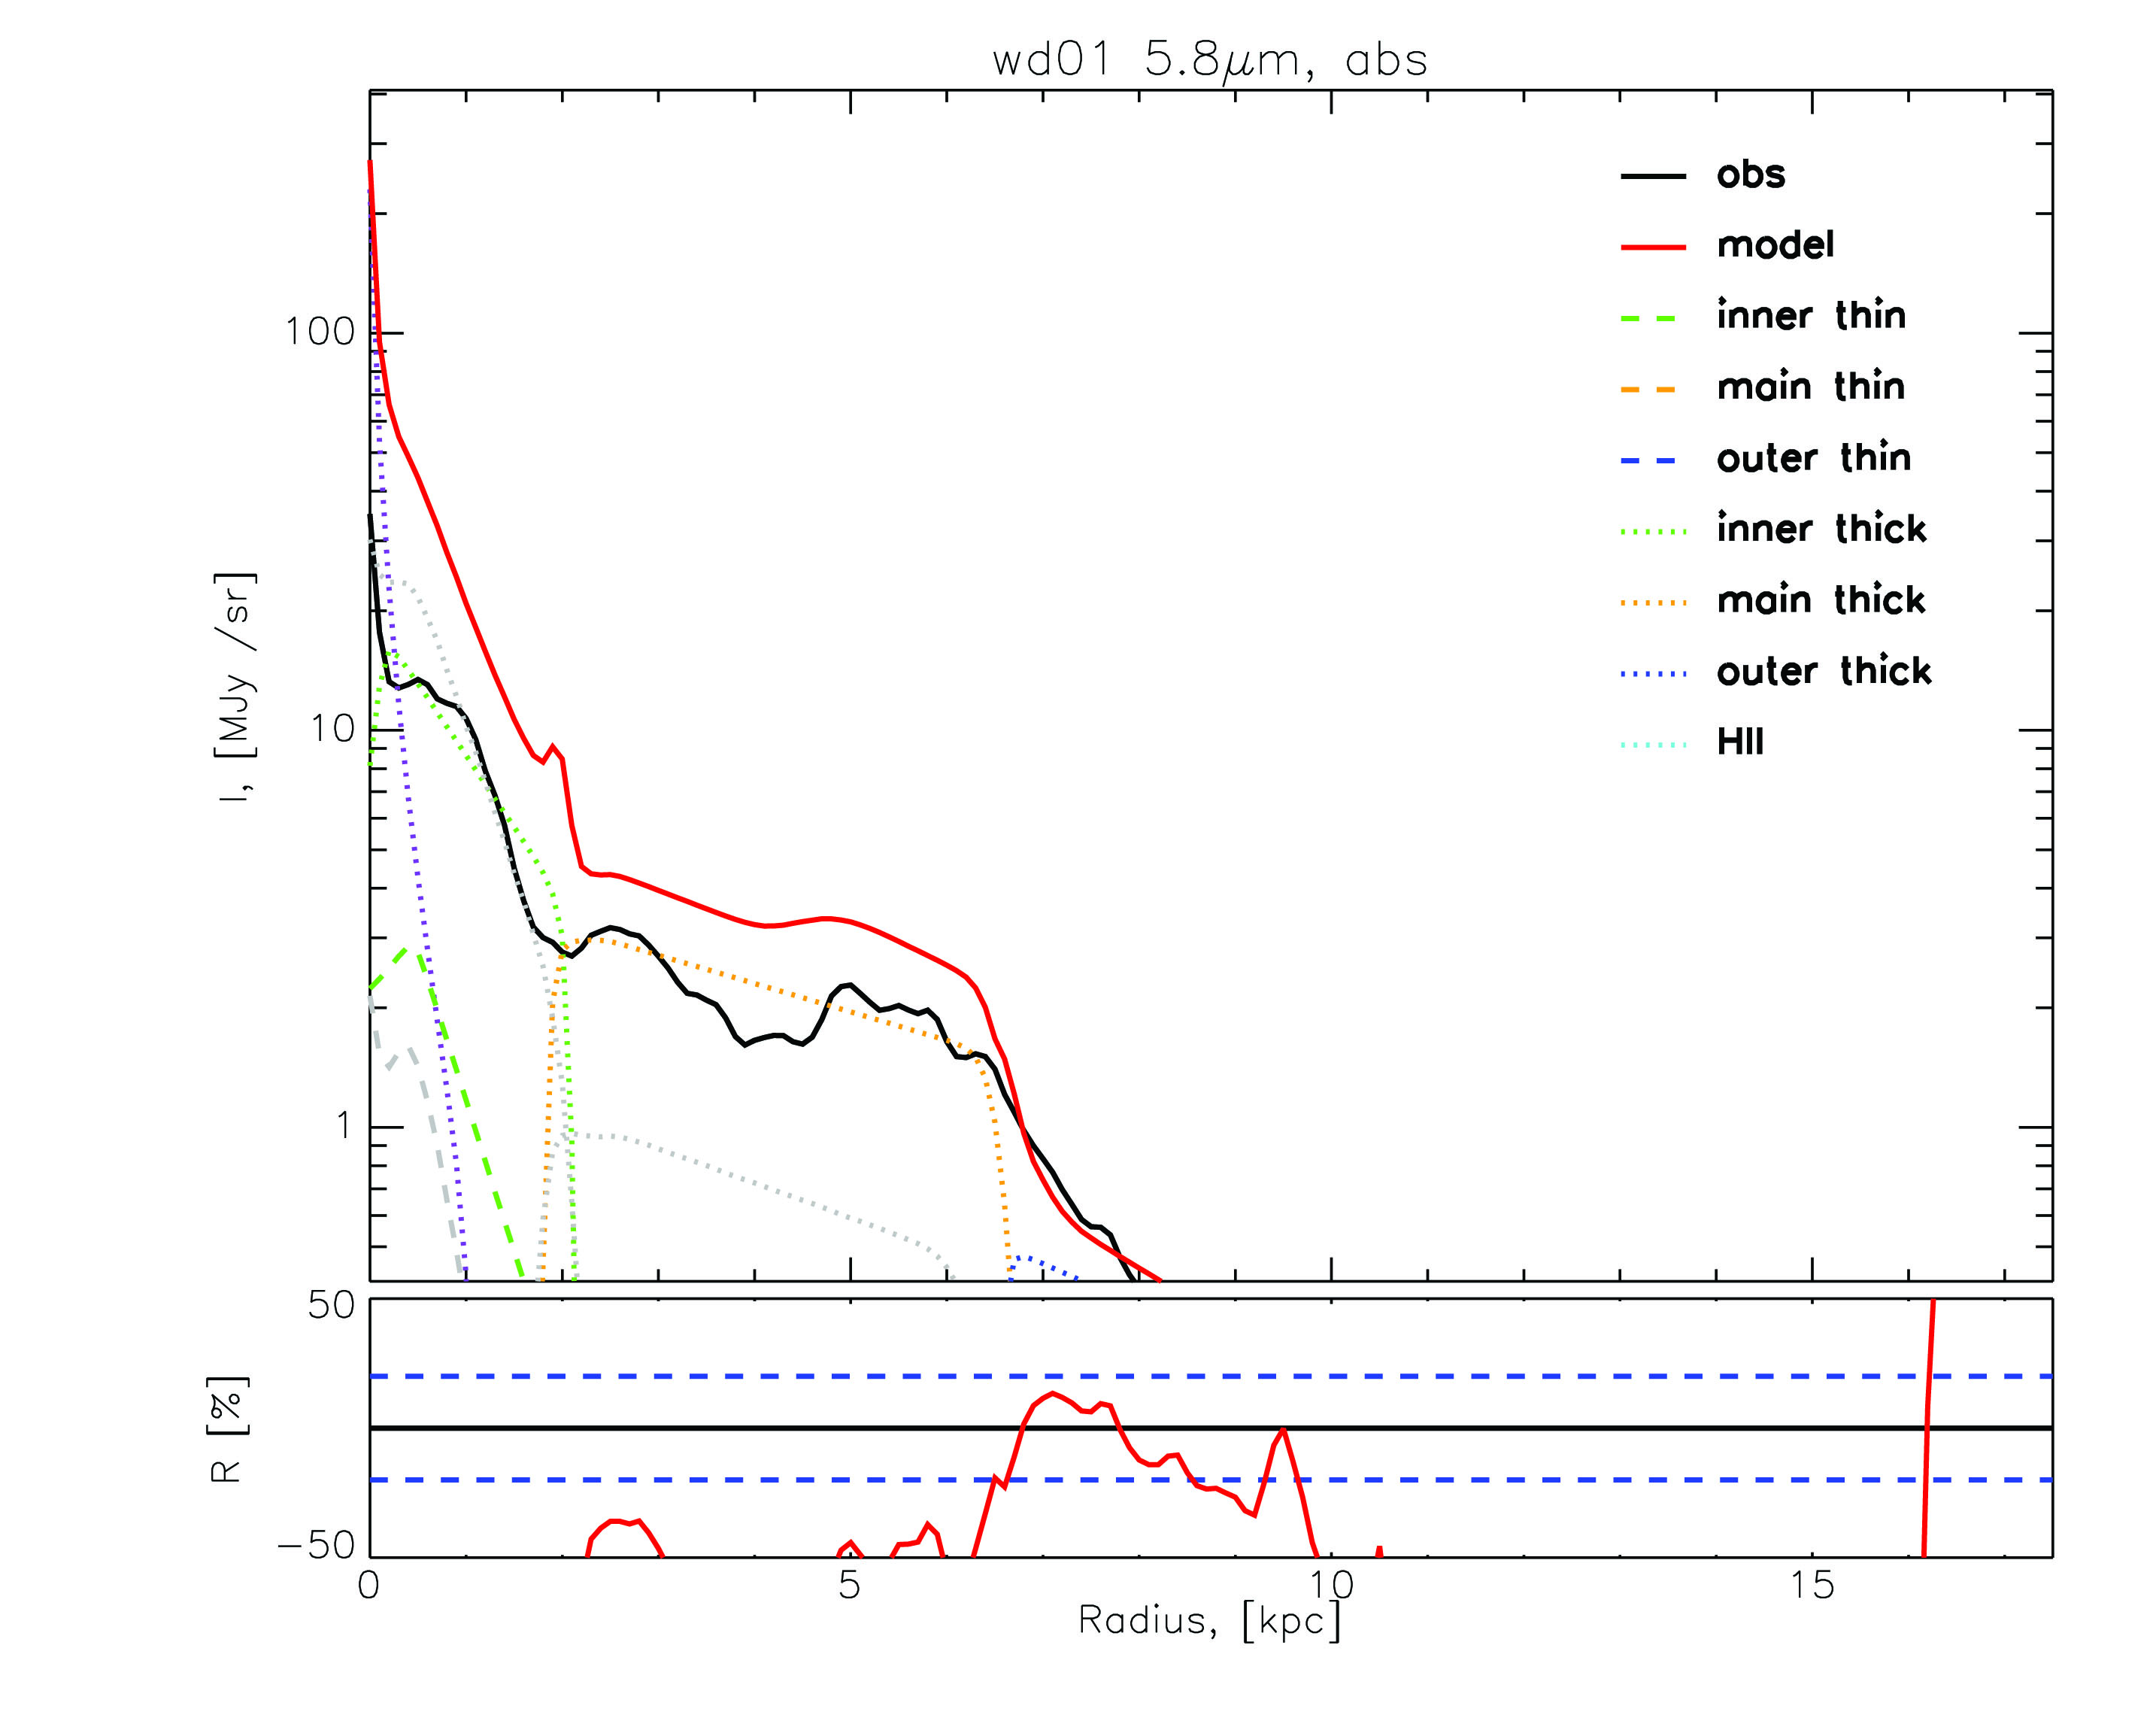 wd01 5.8μm, abs
obs
model
inner thin
main thin
outer thin
inner thick
main thick
outer thick
HII
I, [MJy /sr]
100
10
1
R [%]
50
-50
0 5 10 15
Radius, [kpc]